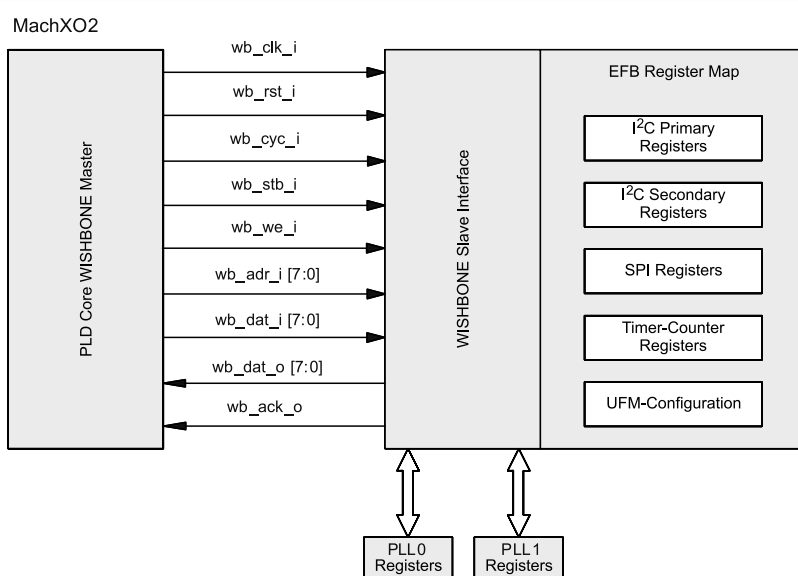 MachXO2
PLD Core WISHBONE Master
wb_clk_i
wb_rst_i
wb_cyc_i
wb_stb_i
wb_we_i
wb_adr_i [7:0]
wb_dat_i [7:0]
wb_dat_o [7:0]
wb_ack_o
WISHBONE Slave Interface
EFB Register Map
I²C Primary
Registers
I²C Secondary
Registers
SPI Registers
Timer-Counter
Registers
UFM-Configuration
PLL0
Registers
PLL1
Registers